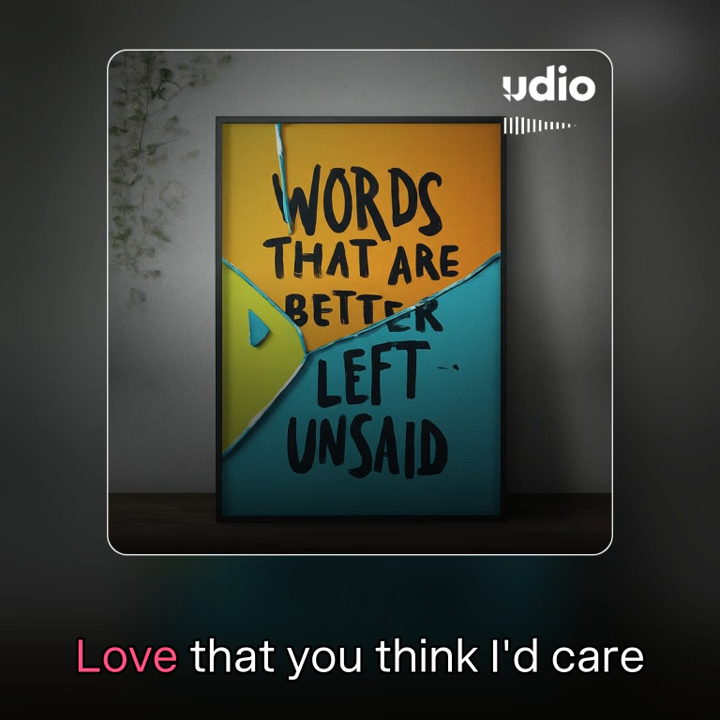 udio
WORDS
THAT ARE
BETTER
LEFT
UNSAID
Love that you think I'd care